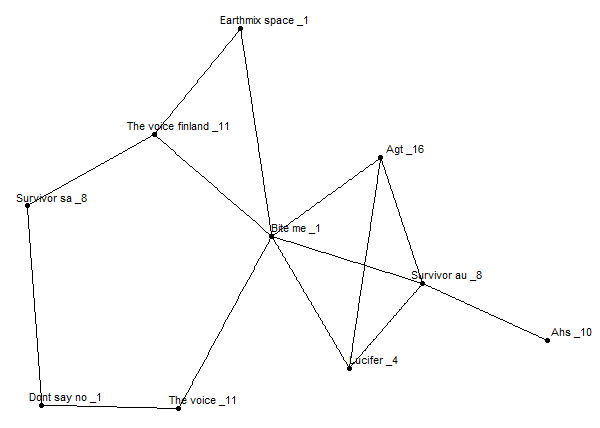 Earthmix space _1
The voice finland _11
Agt _16
Survivor sa _8
Bite me _1
Survivor au _8
Ahs _10
Lucifer _4
Dont say no _1
The voice _11